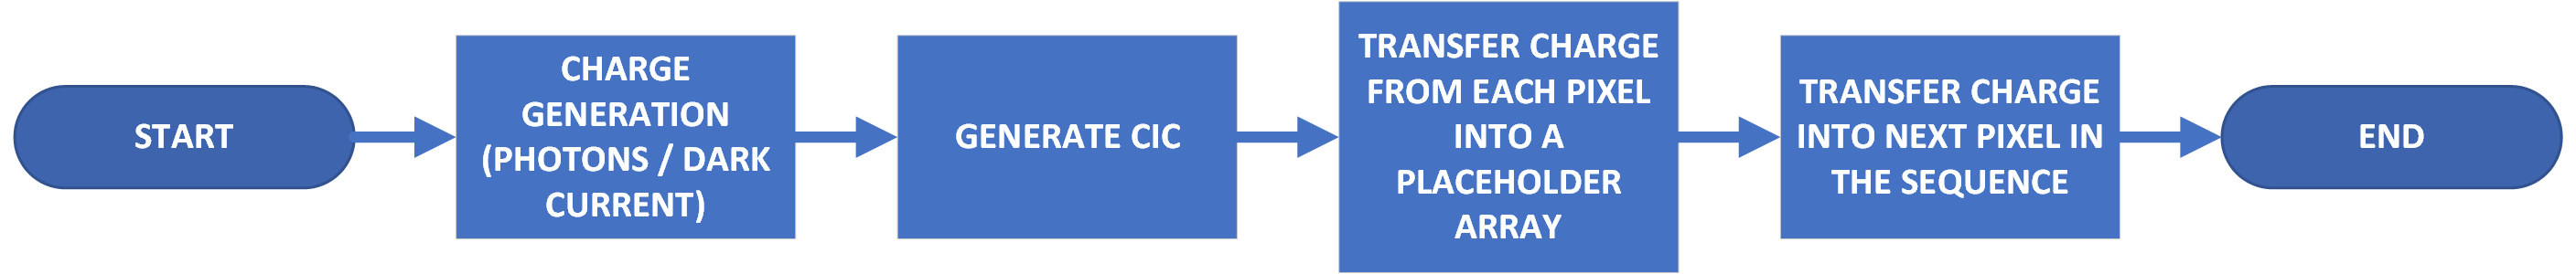 START
CHARGE
GENERATION
(PHOTONS / DARK
CURRENT)
GENERATE CIC
TRANSFER CHARGE
FROM EACH PIXEL
INTO A
PLACEHOLDER
ARRAY
TRANSFER CHARGE
INTO NEXT PIXEL IN
THE SEQUENCE
END